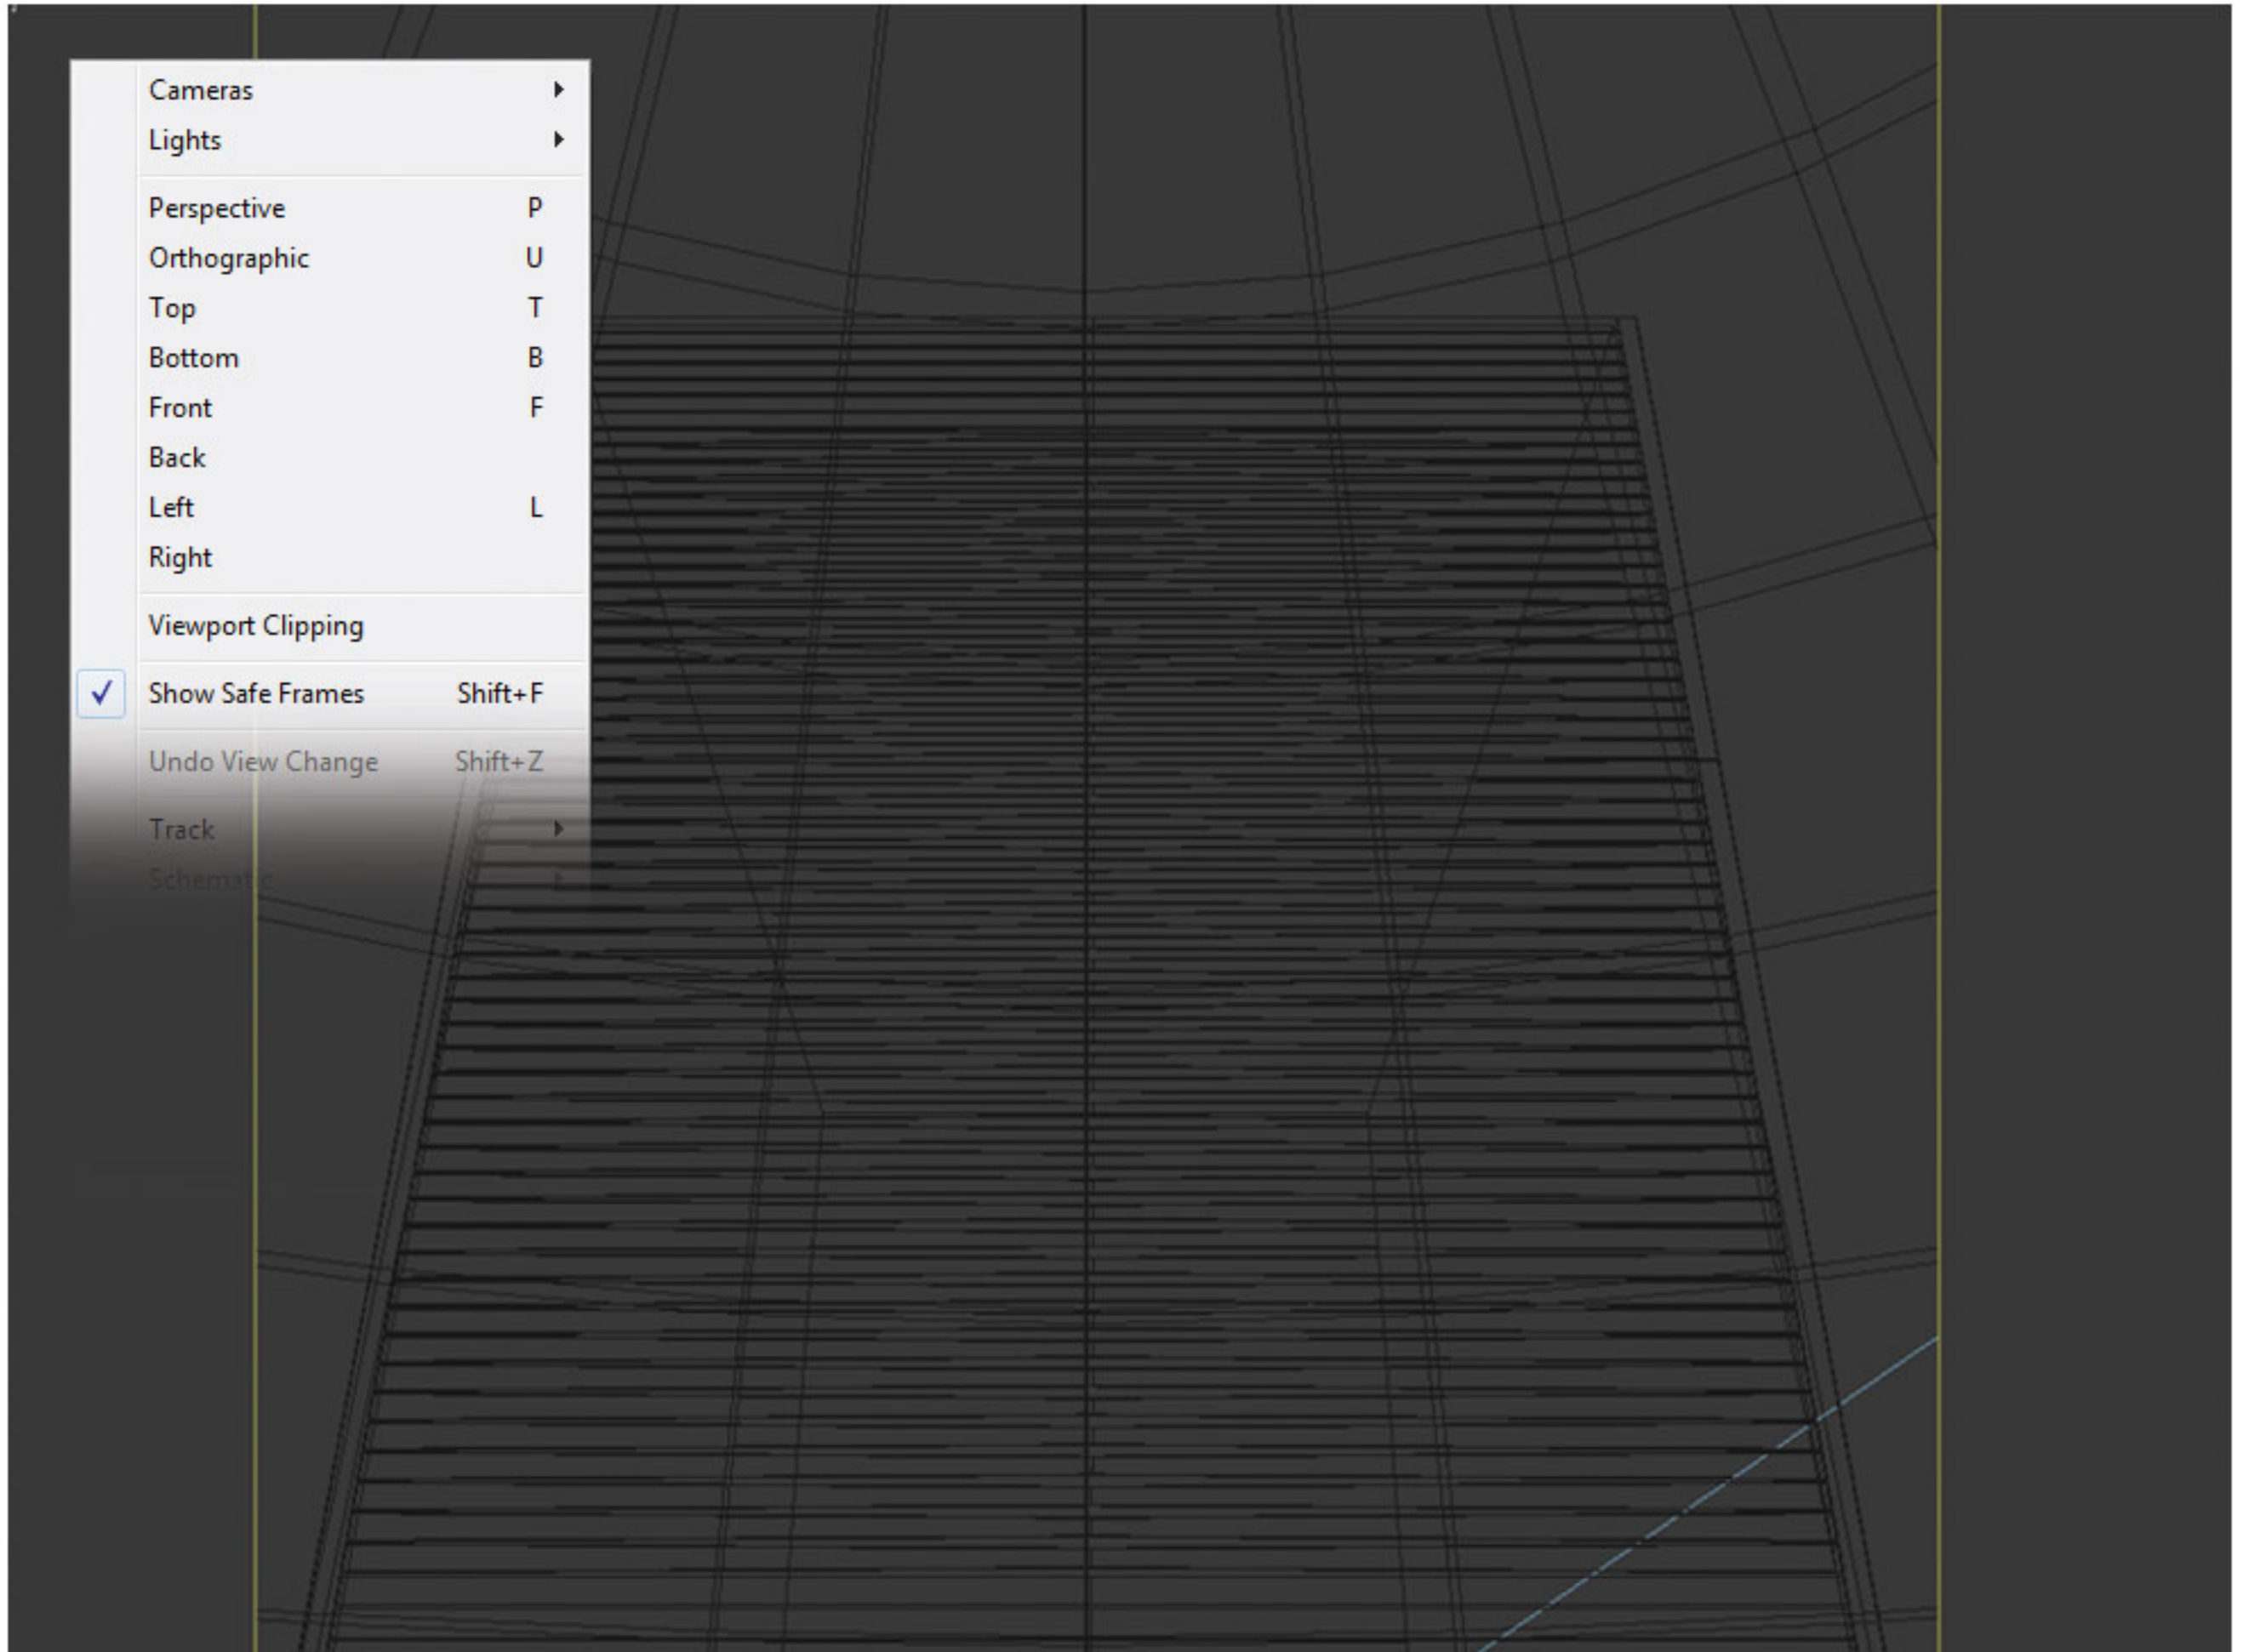 Cameras
Lights
Perspective P
Orthographic U
Top T
Bottom B
Front F
Back
Left L
Right
Viewport Clipping
Show Safe Frames Shift+F
Undo View Change Shift+Z
Track
Schematic